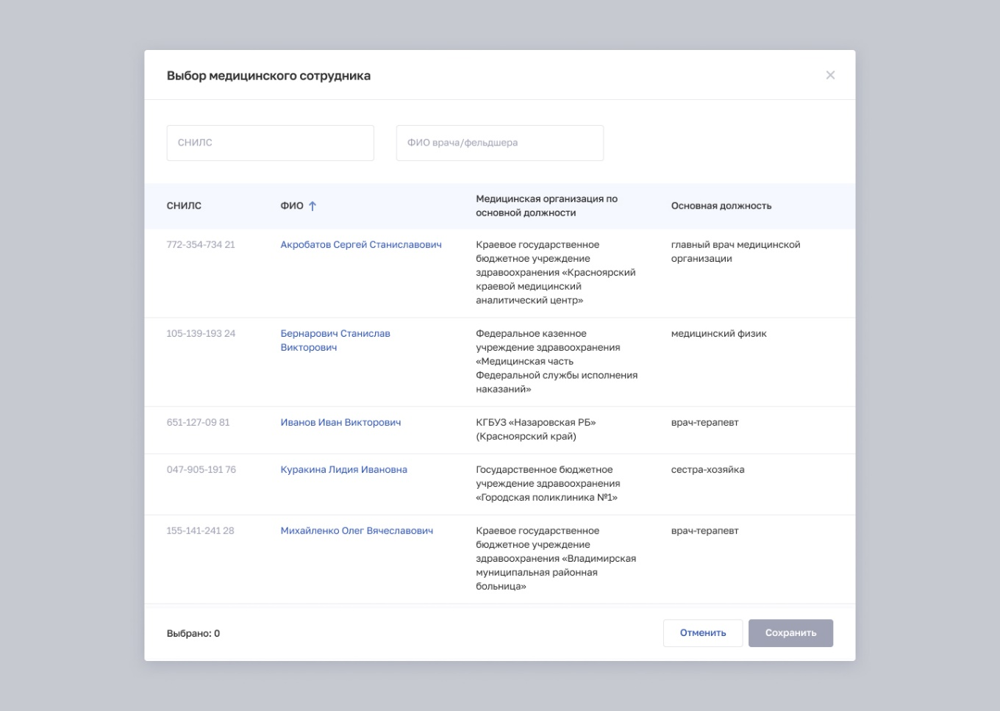 Выбор медицинского сотрудника
СНИЛС
ФИО врача/фельдшера
СНИЛС
ФИО
Медицинская организация по
основной должности
Основная должность
772-354-734 21
Акробатов Сергей Станиславович
Краевое государственное
бюджетное учреждение
здравоохранения «Красноярский
краевой медицинский
аналитический центр»
главный врач медицинской
организации
105-139-193 24
Бернарович Станислав
Викторович
Федеральное казенное
учреждение здравоохранения
«Медицинская часть
Федеральной службы исполнения
наказаний»
медицинский физик
651-127-09 81
Иванов Иван Викторович
КГБУЗ «Назаровская РБ»
(Красноярский край)
врач-терапевт
047-905-191 76
Куракина Лидия Ивановна
Государственное бюджетное
учреждение здравоохранения
«Городская поликлиника №1»
сестра-хозяйка
155-141-241 28
Михайленко Олег Вячеславович
Краевое государственное
бюджетное учреждение
здравоохранения «Владимирская
муниципальная районная
больница»
врач-терапевт
Выбрано: 0
Отменить
Сохранить